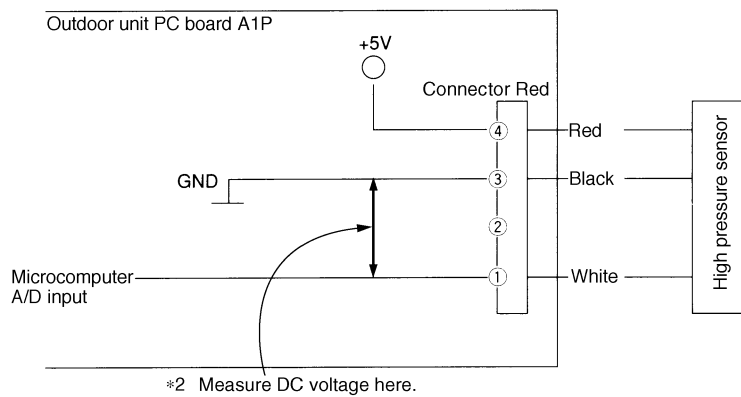 Outdoor unit PC board A1P
+5V
Connector Red
4
Red
GND
3
Black
2
Microcomputer
A/D input
1
White
High pressure sensor
*2 Measure DC voltage here.